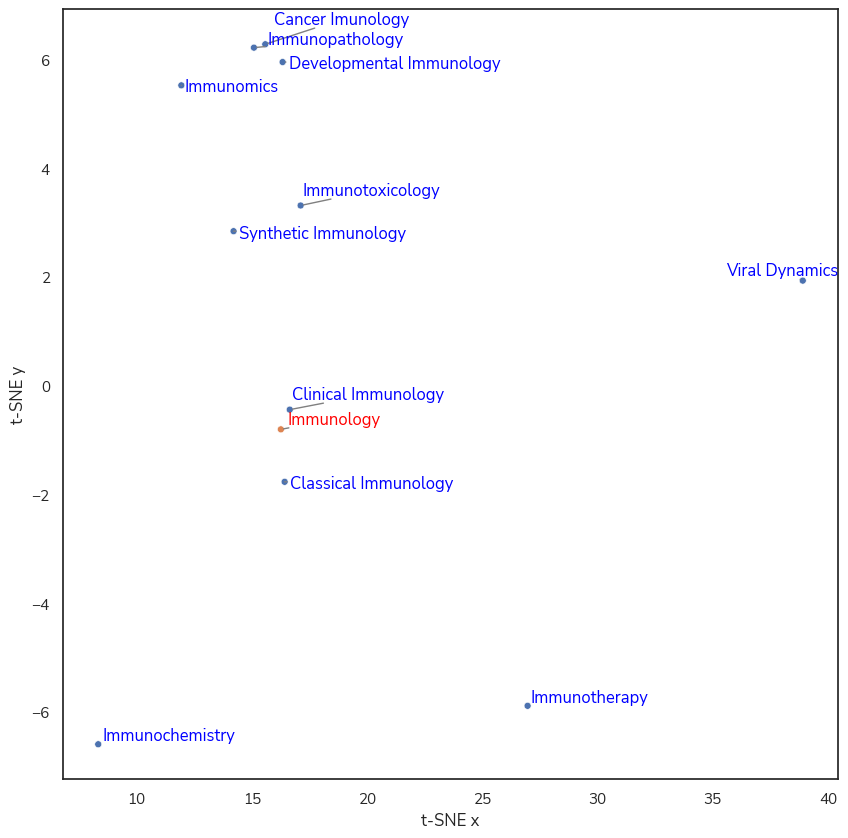 Cancer Imunology
Immunopathology
Developmental Immunology
Immunomics
Immunotoxicology
Synthetic Immunology
Viral Dynamics
Clinical Immunology
Immunology
Classical Immunology
Immunotherapy
Immunochemistry
6
4
2
0
−2
−4
−6
t-SNE y
10
15
20
25
30
35
40
t-SNE x